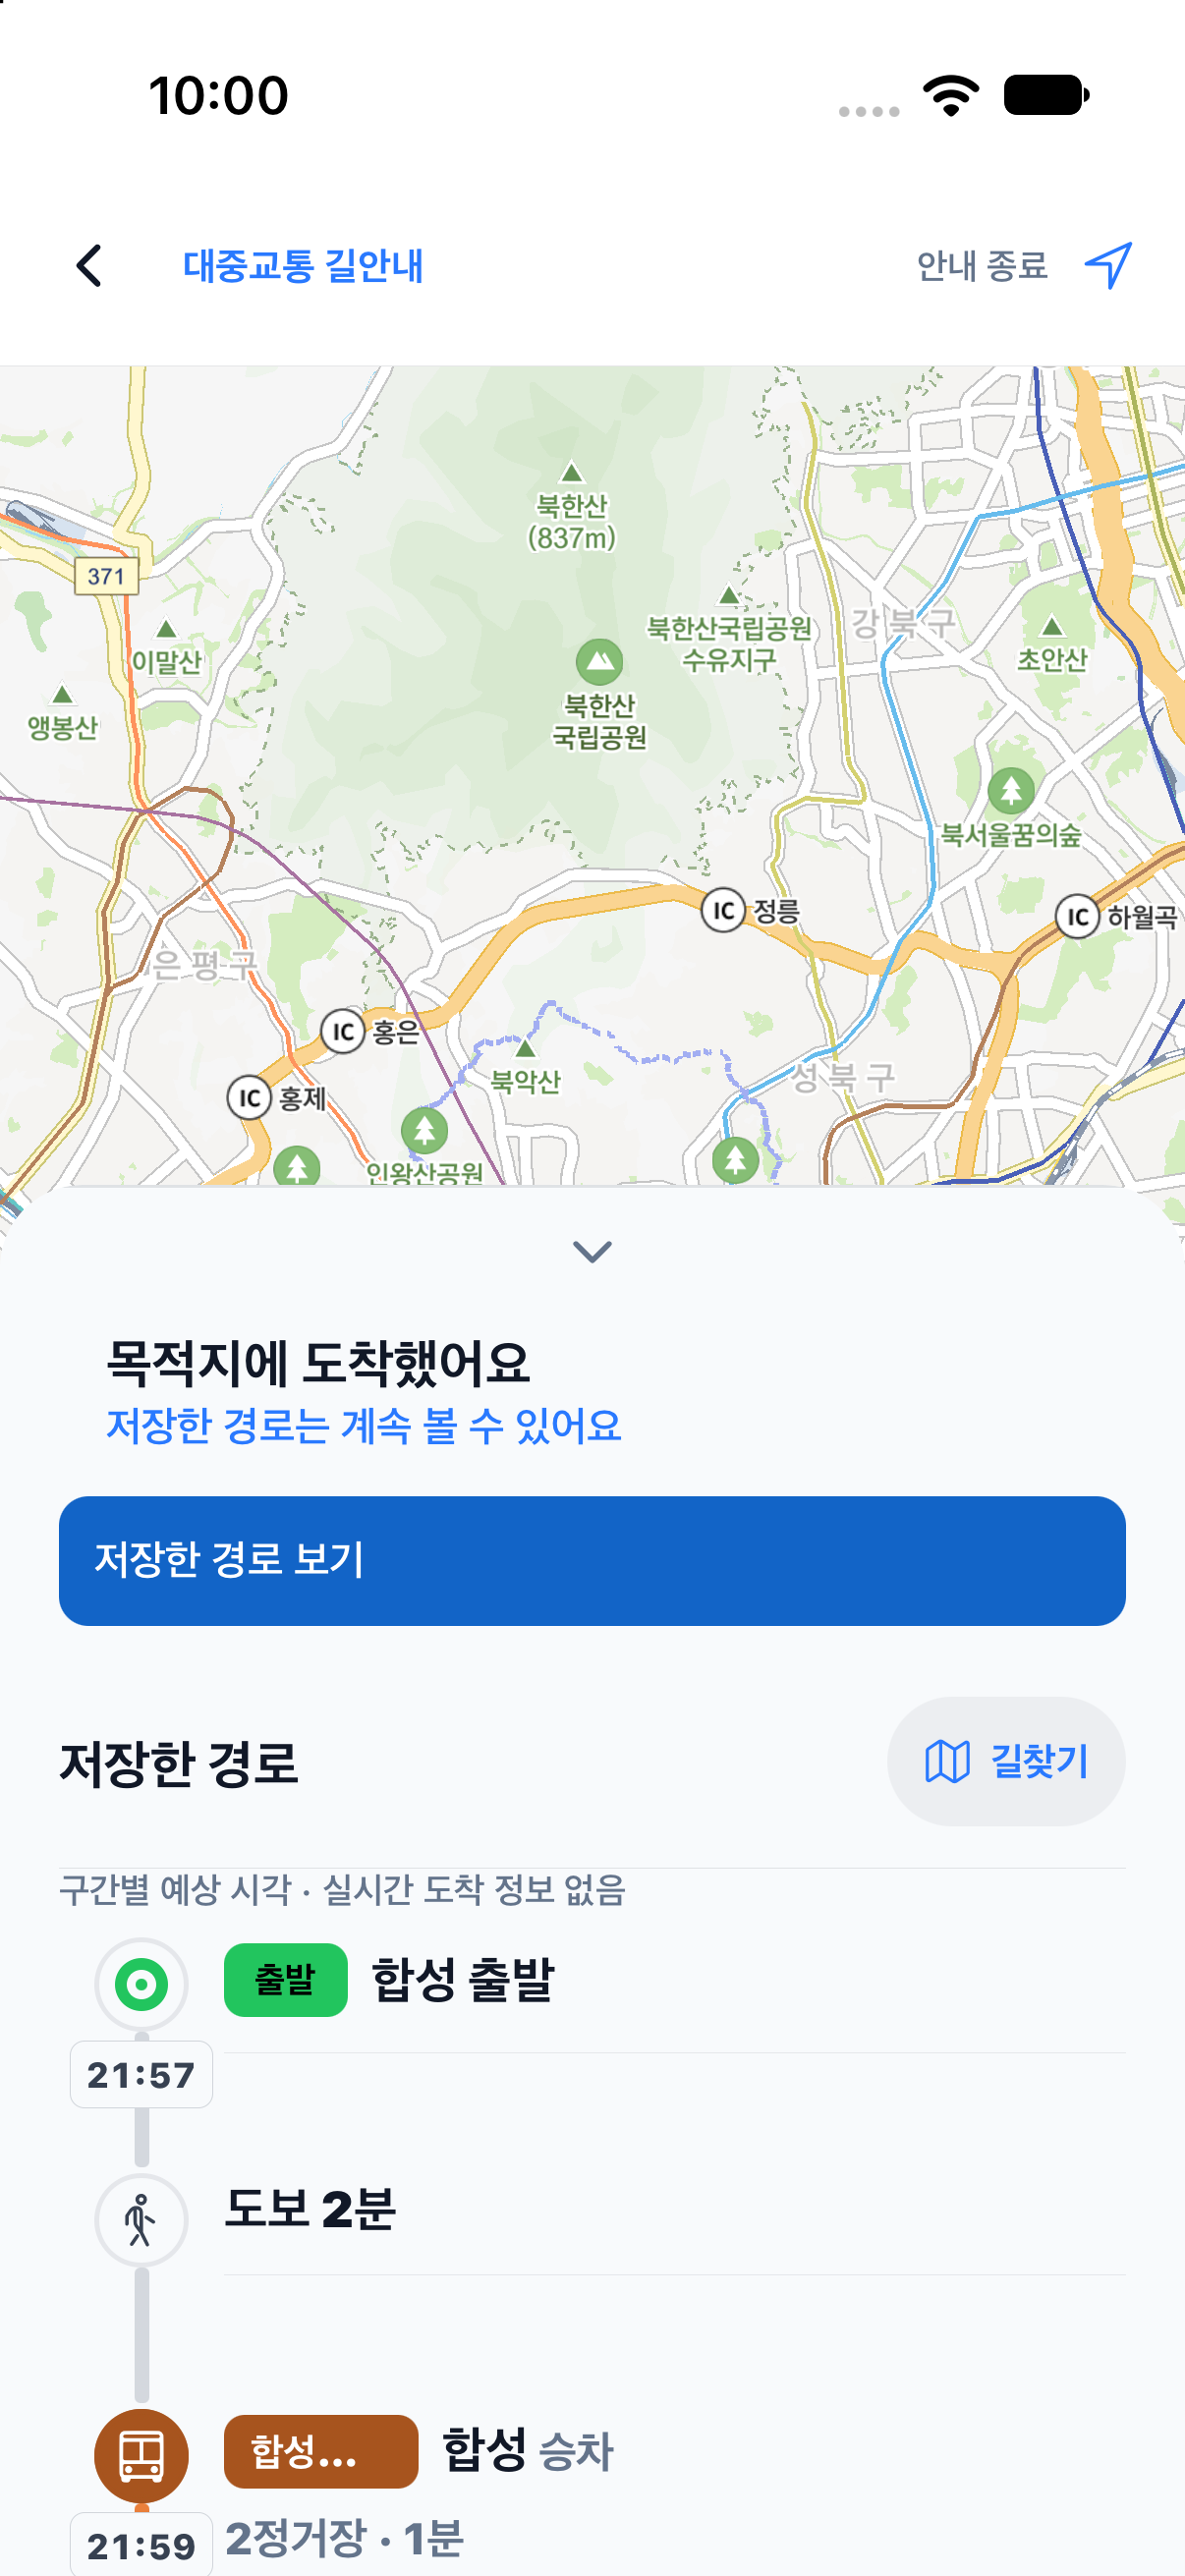 10:00
대중교통 길안내
안내 종료
북한산
(837m)
371
북한산국립공원
수유지구
강북구
이말산
초안산
앵봉산
북한산
국립공원
북서울꿈의숲
IC 정릉
IC 하월곡
은평구
IC 홍은
북악산
성북구
IC 홍제
인왕산공원
목적지에 도착했어요
저장한 경로는 계속 볼 수 있어요
저장한 경로 보기
저장한 경로
길찾기
구간별 예상 시각 · 실시간 도착 정보 없음
출발 합성 출발
21:57
도보 2분
합성... 합성 승차
21:59 2정거장 · 1분